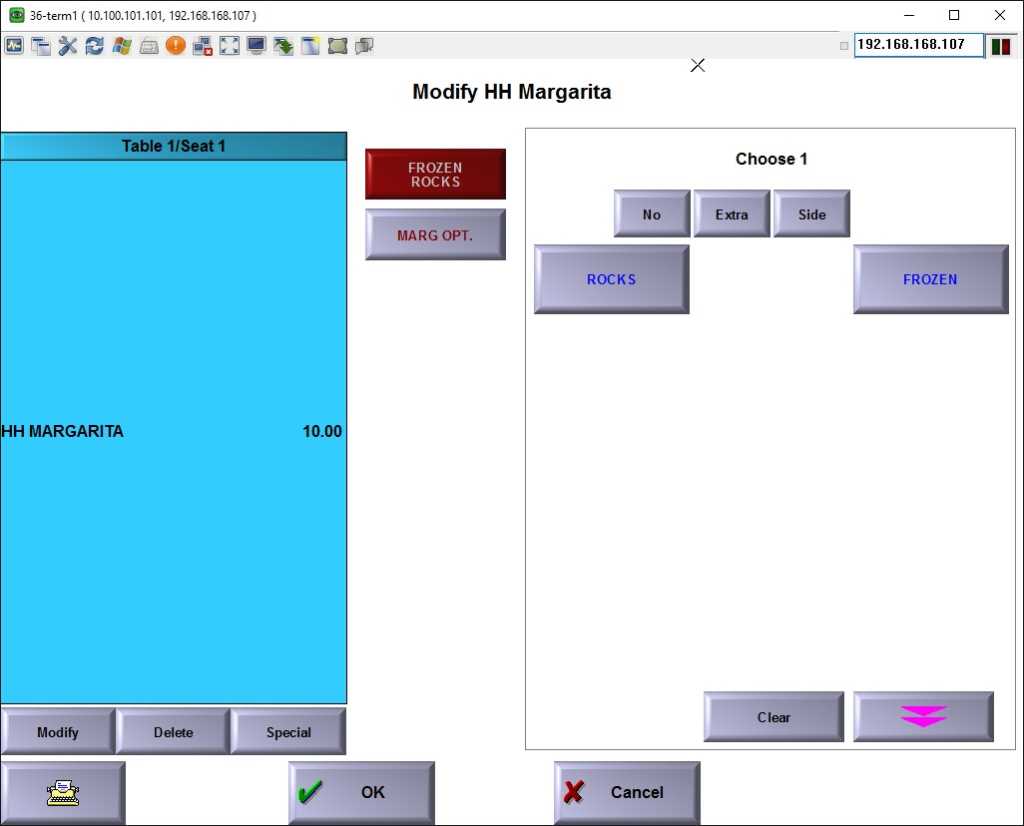 36-term1 ( 10.100.101.101, 192.168.168.107 )
192.168.168.107
Modify HH Margarita
Table 1/Seat 1
HH MARGARITA 10.00
FROZEN
ROCKS
MARG OPT.
Choose 1
No Extra Side
ROCKS FROZEN
Clear
Modify Delete Special
OK Cancel